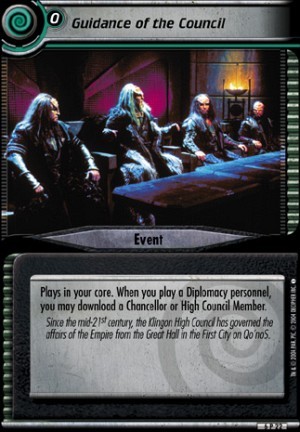 0 Guidance of the Council
Event
Plays in your core. When you play a Diplomacy personnel,
you may download a Chancellor or High Council Member.
Since the mid-21st century, the Klingon High Council has governed the
affairs of the Empire from the Great Hall in the First City on Qo'noS.